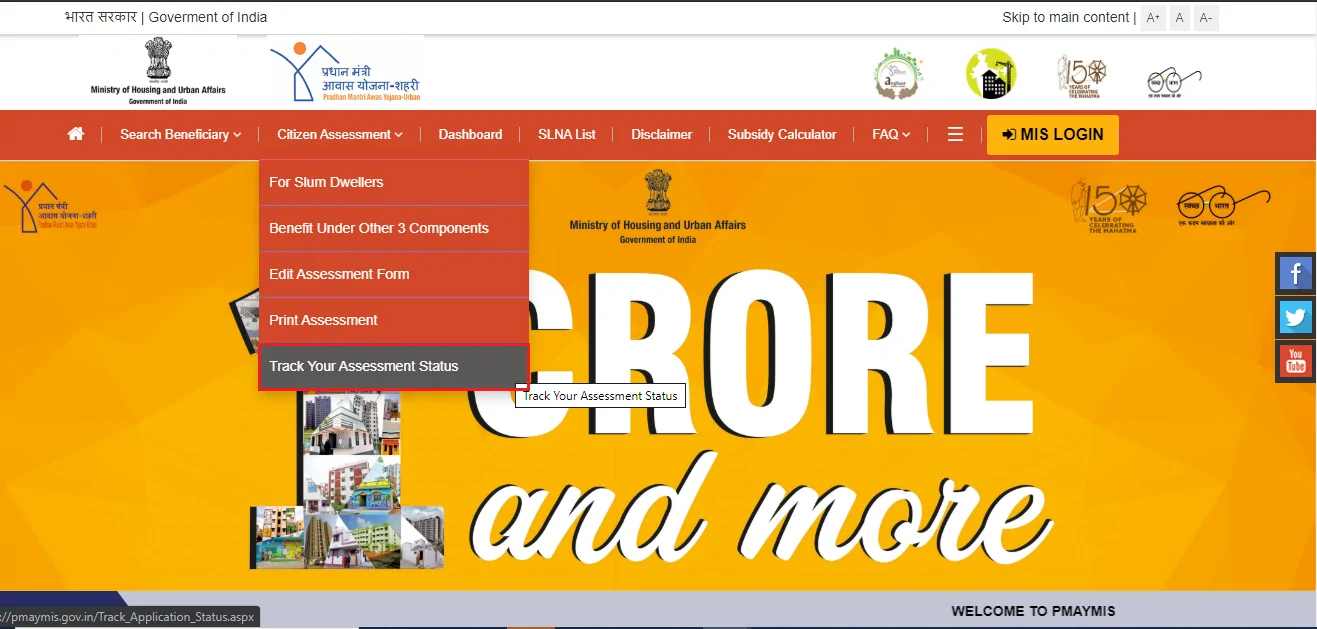 भारत सरकार | Goverment of India
Skip to main content | A+ A A-
Ministry of Housing and Urban Affairs
Government of India
प्रधान मंत्री
आवास योजना-शहरी
Pradhan Mantri Awas Yojana-Urban
150
YEARS OF
CELEBRATING
THE MAHATMA
Search Beneficiary
Citizen Assessment
Dashboard
SLNA List
Disclaimer
Subsidy Calculator
FAQ
MIS LOGIN
For Slum Dwellers
Benefit Under Other 3 Components
Edit Assessment Form
Print Assessment
Track Your Assessment Status
Track Your Assessment Status
प्रधान मंत्री
आवास योजना-शहरी
Pradhan Mantri Awas Yojana-Urban
Ministry of Housing and Urban Affairs
Government of India
150
YEARS OF
CELEBRATING
THE MAHATMA
स्वच्छ भारत
एक कदम स्वच्छता की ओर
1 CRORE
and more
f
You
Tube
WELCOME TO PMAYMIS
://pmaymis.gov.in/Track_Application_Status.aspx